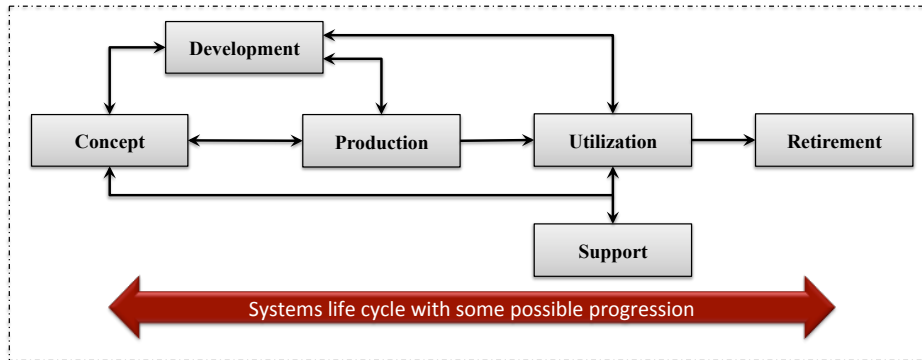 Development
Concept
Production
Utilization
Retirement
Support
Systems life cycle with some possible progression